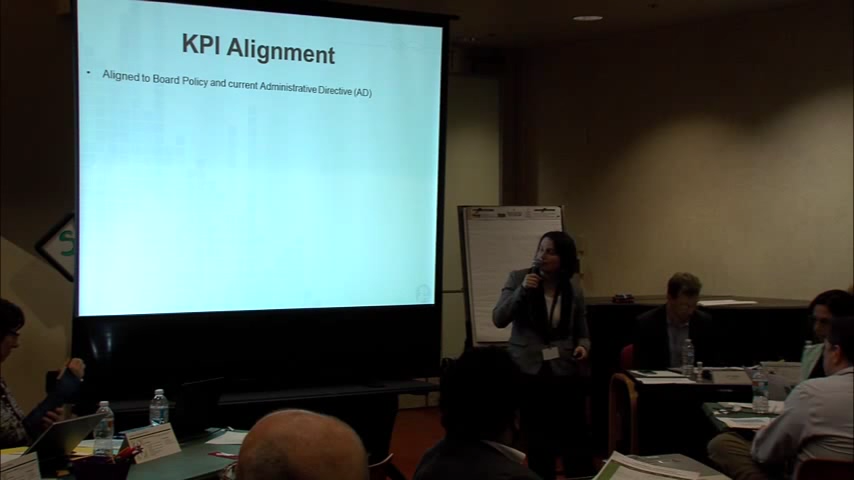 KPI Alignment
• Aligned to Board Policy and current Administrative Directive (AD)
S